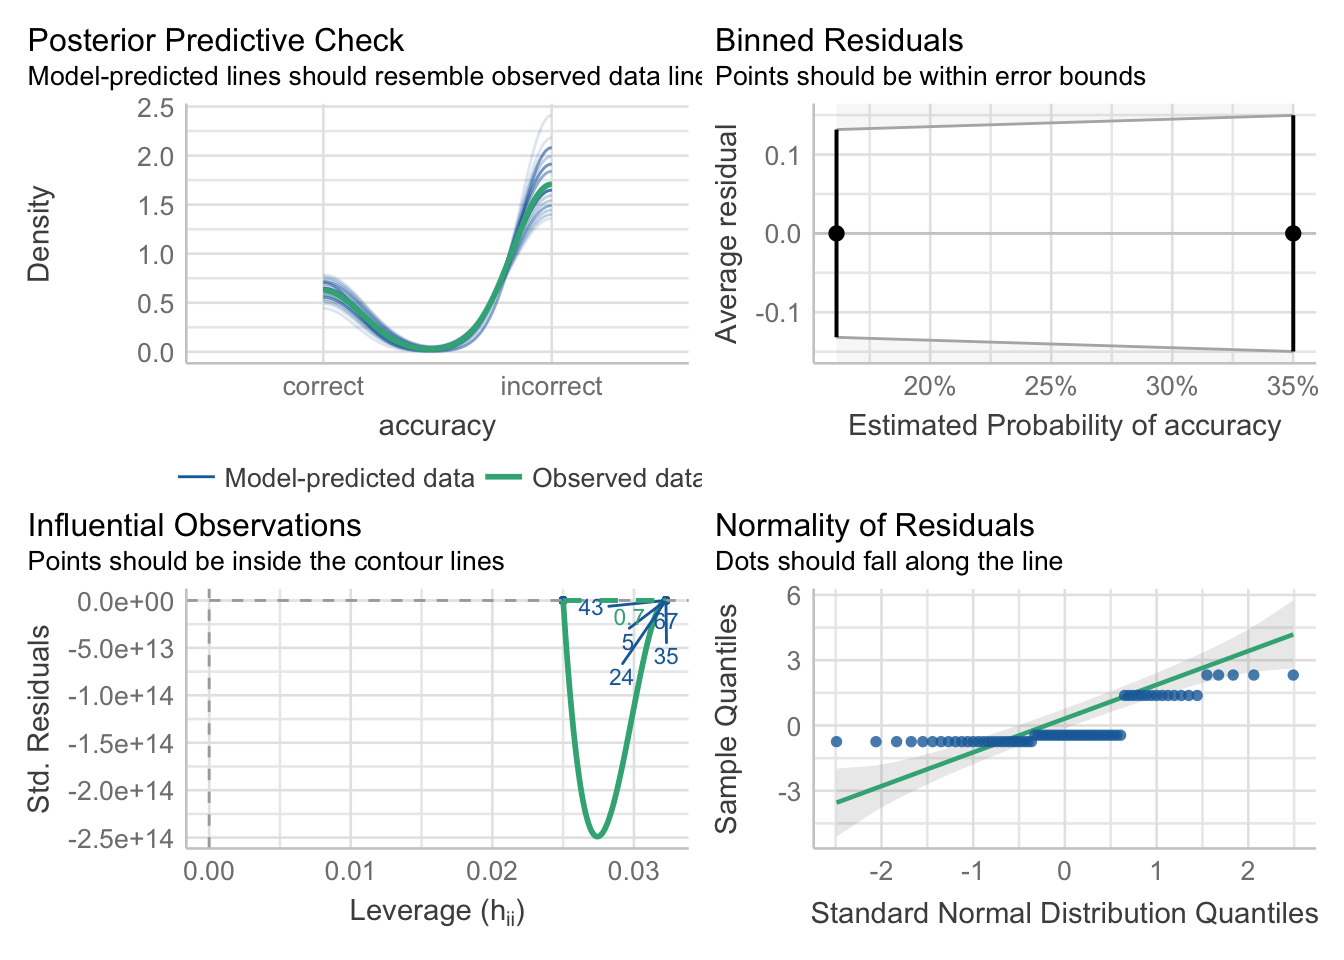 Posterior Predictive Check
Model-predicted lines should resemble observed data line
2.5
2.0
1.5
1.0
0.5
0.0
Density
correct
incorrect
accuracy
Model-predicted data
Observed data
Binned Residuals
Points should be within error bounds
0.1
0.0
-0.1
Average residual
20%
25%
30%
35%
Estimated Probability of accuracy
Influential Observations
Points should be inside the contour lines
0.0e+00
-5.0e+13
-1.0e+14
-1.5e+14
-2.0e+14
-2.5e+14
Std. Residuals
43
0.7
67
5
35
24
0.00
0.01
0.02
0.03
Leverage (hii)
Normality of Residuals
Dots should fall along the line
6
3
0
-3
Sample Quantiles
-2
-1
0
1
2
Standard Normal Distribution Quantiles